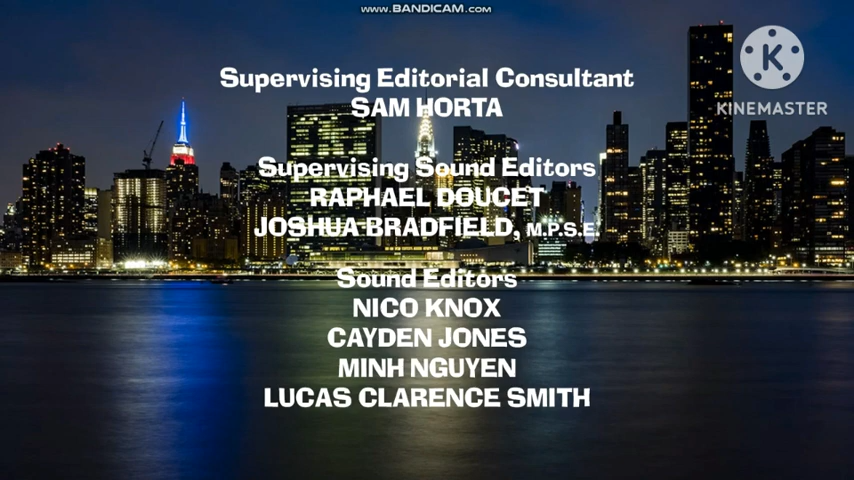 www.BANDICAM.com
KINEMASTER
Supervising Editorial Consultant
SAM HORTA
Supervising Sound Editors
RAPHAEL DOUCET
JOSHUA BRADFIELD, M.P.S.E.
Sound Editors
NICO KNOX
CAYDEN JONES
MINH NGUYEN
LUCAS CLARENCE SMITH